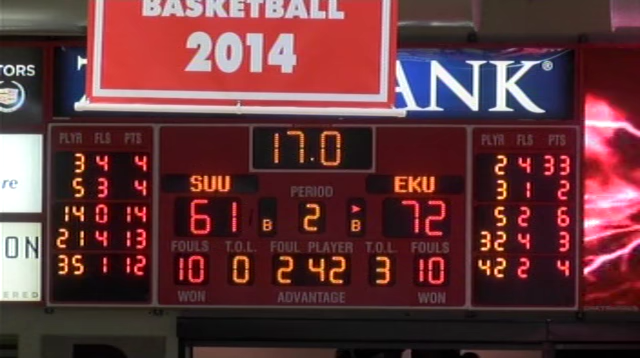 BASKETBALL
2014
TORS
ANK®
re
ON
ERED
17.0
PLYR FLS PTS
3 4 4
5 3 4
14 0 14
21 4 13
35 1 12
SUU PERIOD EKU
61 B 2 B 72
FOULS T.O.L. FOUL PLAYER T.O.L. FOULS
10 0 2 42 3 10
WON ADVANTAGE WON
PLYR FLS PTS
2 4 33
3 1 2
5 2 6
32 4 3
42 2 4